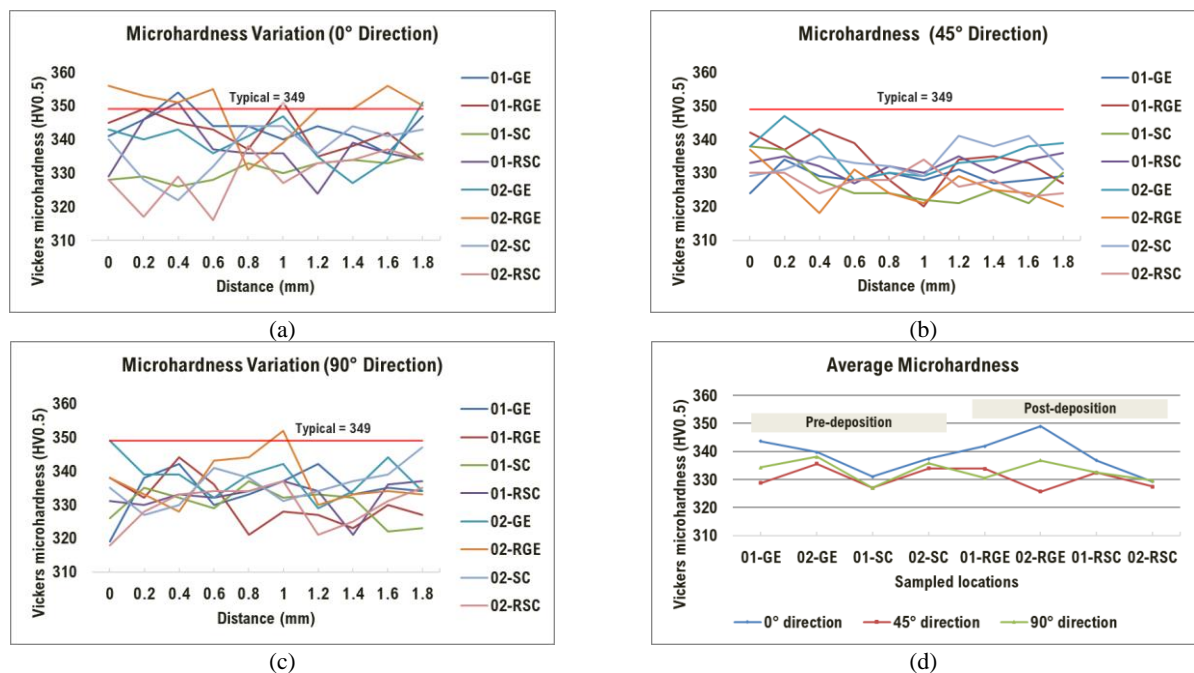 Microhardness Variation (0° Direction)
Vickers microhardness (HV0.5)
360
350
340
330
320
310
Typical = 349
0 0.2 0.4 0.6 0.8 1 1.2 1.4 1.6 1.8
Distance (mm)
01-GE
01-RGE
01-SC
01-RSC
02-GE
02-RGE
02-SC
02-RSC
(a)
Microhardness (45° Direction)
Vickers microhardness (HV0.5)
360
350
340
330
320
310
Typical = 349
0 0.2 0.4 0.6 0.8 1 1.2 1.4 1.6 1.8
Distance (mm)
01-GE
01-RGE
01-SC
01-RSC
02-GE
02-RGE
02-SC
02-RSC
(b)
Microhardness Variation (90° Direction)
Vickers microhardness (HV0.5)
360
350
340
330
320
310
Typical = 349
0 0.2 0.4 0.6 0.8 1 1.2 1.4 1.6 1.8
Distance (mm)
01-GE
01-RGE
01-SC
01-RSC
02-GE
02-RGE
02-SC
02-RSC
(c)
Average Microhardness
Vickers microhardness (HV0.5)
360
350
340
330
320
310
Pre-deposition
Post-deposition
01-GE 02-GE 01-SC 02-SC 01-RGE 02-RGE 01-RSC 02-RSC
Sampled locations
0° direction 45° direction 90° direction
(d)